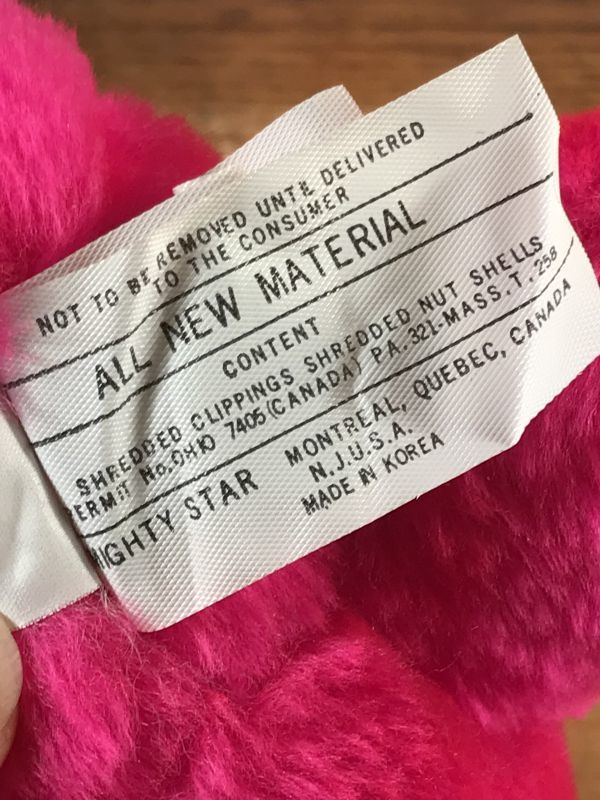 NOT TO BE REMOVED UNTIL DELIVERED
TO THE CONSUMER
ALL NEW MATERIAL
CONTENT
SHREDDED CLIPPINGS SHREDDED NUT SHELLS
PERMIT No. OHIO 7405 (CANADA) PA. 321-MASS. T. 258
MIGHTY STAR MONTREAL, QUEBEC, CANADA
N.J.U.S.A.
MADE IN KOREA